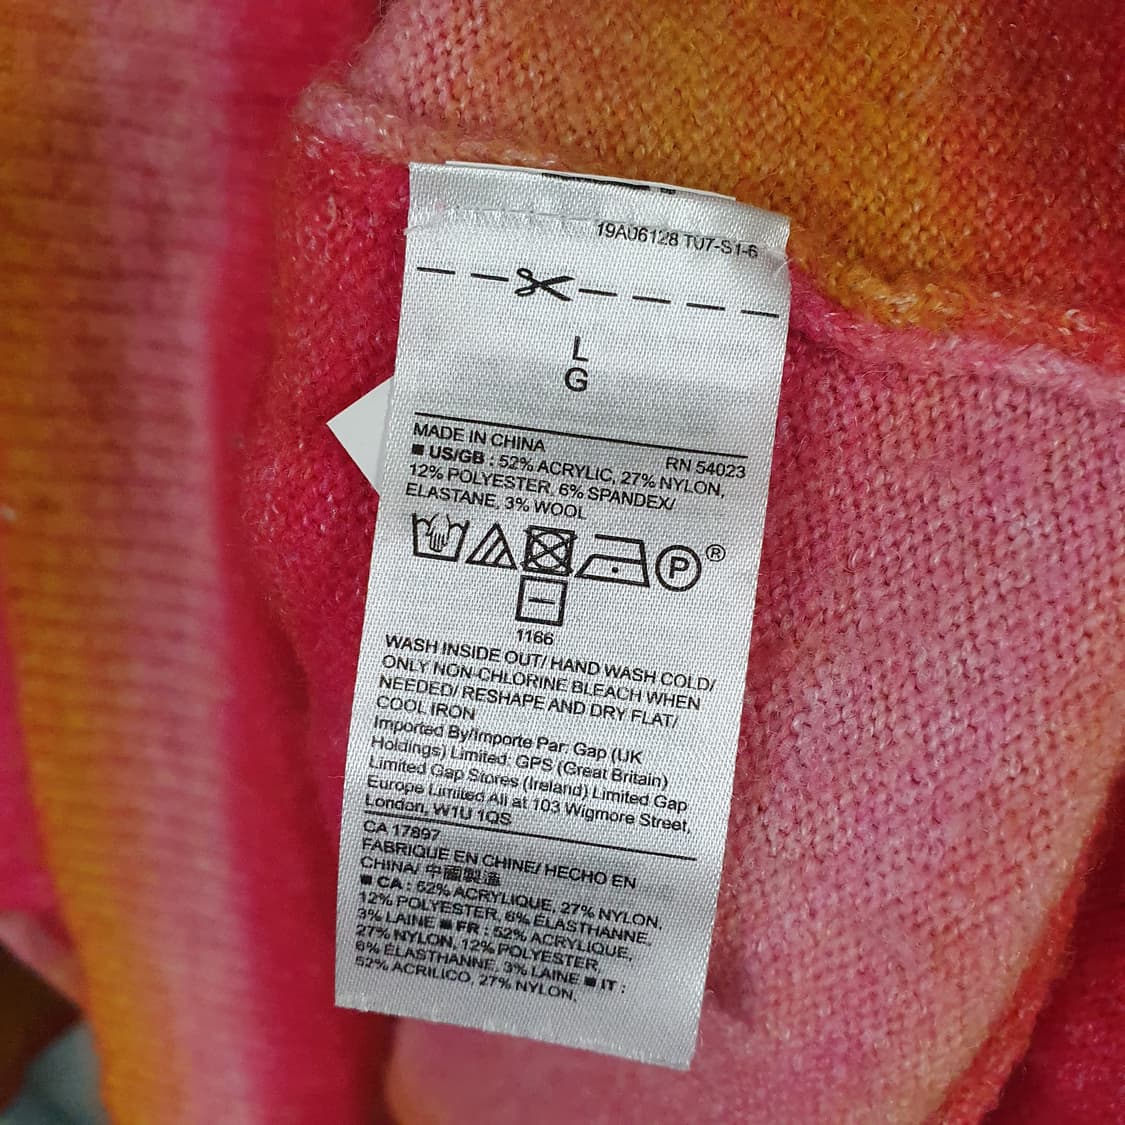 19A06128 TU7-S1-6
L
G
MADE IN CHINA RN 54023
■ US/GB : 52% ACRYLIC, 27% NYLON,
12% POLYESTER, 6% SPANDEX/
ELASTANE, 3% WOOL
P ®
1166
WASH INSIDE OUT/ HAND WASH COLD/
ONLY NON-CHLORINE BLEACH WHEN
NEEDED/ RESHAPE AND DRY FLAT/
COOL IRON
Imported By/Importe Par: Gap (UK
Holdings) Limited. GPS (Great Britain)
Limited Gap Stores (Ireland) Limited Gap
Europe Limited All at 103 Wigmore Street,
London, W1U 1QS
CA 17897
FABRIQUE EN CHINE/ HECHO EN
CHINA/ 中國製造
■ CA : 52% ACRYLIQUE, 27% NYLON,
12% POLYESTER, 6% ELASTHANNE,
3% LAINE ■ FR : 52% ACRYLIQUE,
27% NYLON, 12% POLYESTER
6% ELASTHANNE, 3% LAINE ■ IT :
52% ACRILICO, 27% NYLON,